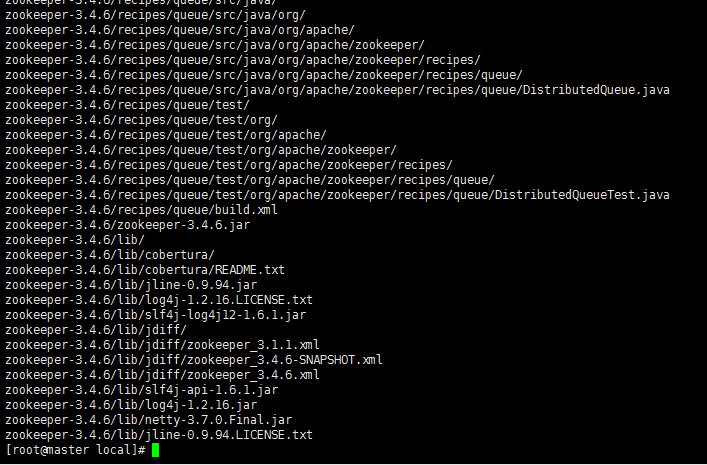 zookeeper-3.4.6/recipes/queue/src/java/
zookeeper-3.4.6/recipes/queue/src/java/org/
zookeeper-3.4.6/recipes/queue/src/java/org/apache/
zookeeper-3.4.6/recipes/queue/src/java/org/apache/zookeeper/
zookeeper-3.4.6/recipes/queue/src/java/org/apache/zookeeper/recipes/
zookeeper-3.4.6/recipes/queue/src/java/org/apache/zookeeper/recipes/queue/
zookeeper-3.4.6/recipes/queue/src/java/org/apache/zookeeper/recipes/queue/DistributedQueue.java
zookeeper-3.4.6/recipes/queue/test/
zookeeper-3.4.6/recipes/queue/test/org/
zookeeper-3.4.6/recipes/queue/test/org/apache/
zookeeper-3.4.6/recipes/queue/test/org/apache/zookeeper/
zookeeper-3.4.6/recipes/queue/test/org/apache/zookeeper/recipes/
zookeeper-3.4.6/recipes/queue/test/org/apache/zookeeper/recipes/queue/
zookeeper-3.4.6/recipes/queue/test/org/apache/zookeeper/recipes/queue/DistributedQueueTest.java
zookeeper-3.4.6/recipes/queue/build.xml
zookeeper-3.4.6/zookeeper-3.4.6.jar
zookeeper-3.4.6/lib/
zookeeper-3.4.6/lib/cobertura/
zookeeper-3.4.6/lib/cobertura/README.txt
zookeeper-3.4.6/lib/jline-0.9.94.jar
zookeeper-3.4.6/lib/log4j-1.2.16.LICENSE.txt
zookeeper-3.4.6/lib/slf4j-log4j12-1.6.1.jar
zookeeper-3.4.6/lib/jdiff/
zookeeper-3.4.6/lib/jdiff/zookeeper_3.1.1.xml
zookeeper-3.4.6/lib/jdiff/zookeeper_3.4.6-SNAPSHOT.xml
zookeeper-3.4.6/lib/jdiff/zookeeper_3.4.6.xml
zookeeper-3.4.6/lib/slf4j-api-1.6.1.jar
zookeeper-3.4.6/lib/log4j-1.2.16.jar
zookeeper-3.4.6/lib/netty-3.7.0.Final.jar
zookeeper-3.4.6/lib/jline-0.9.94.LICENSE.txt
[root@master local]#